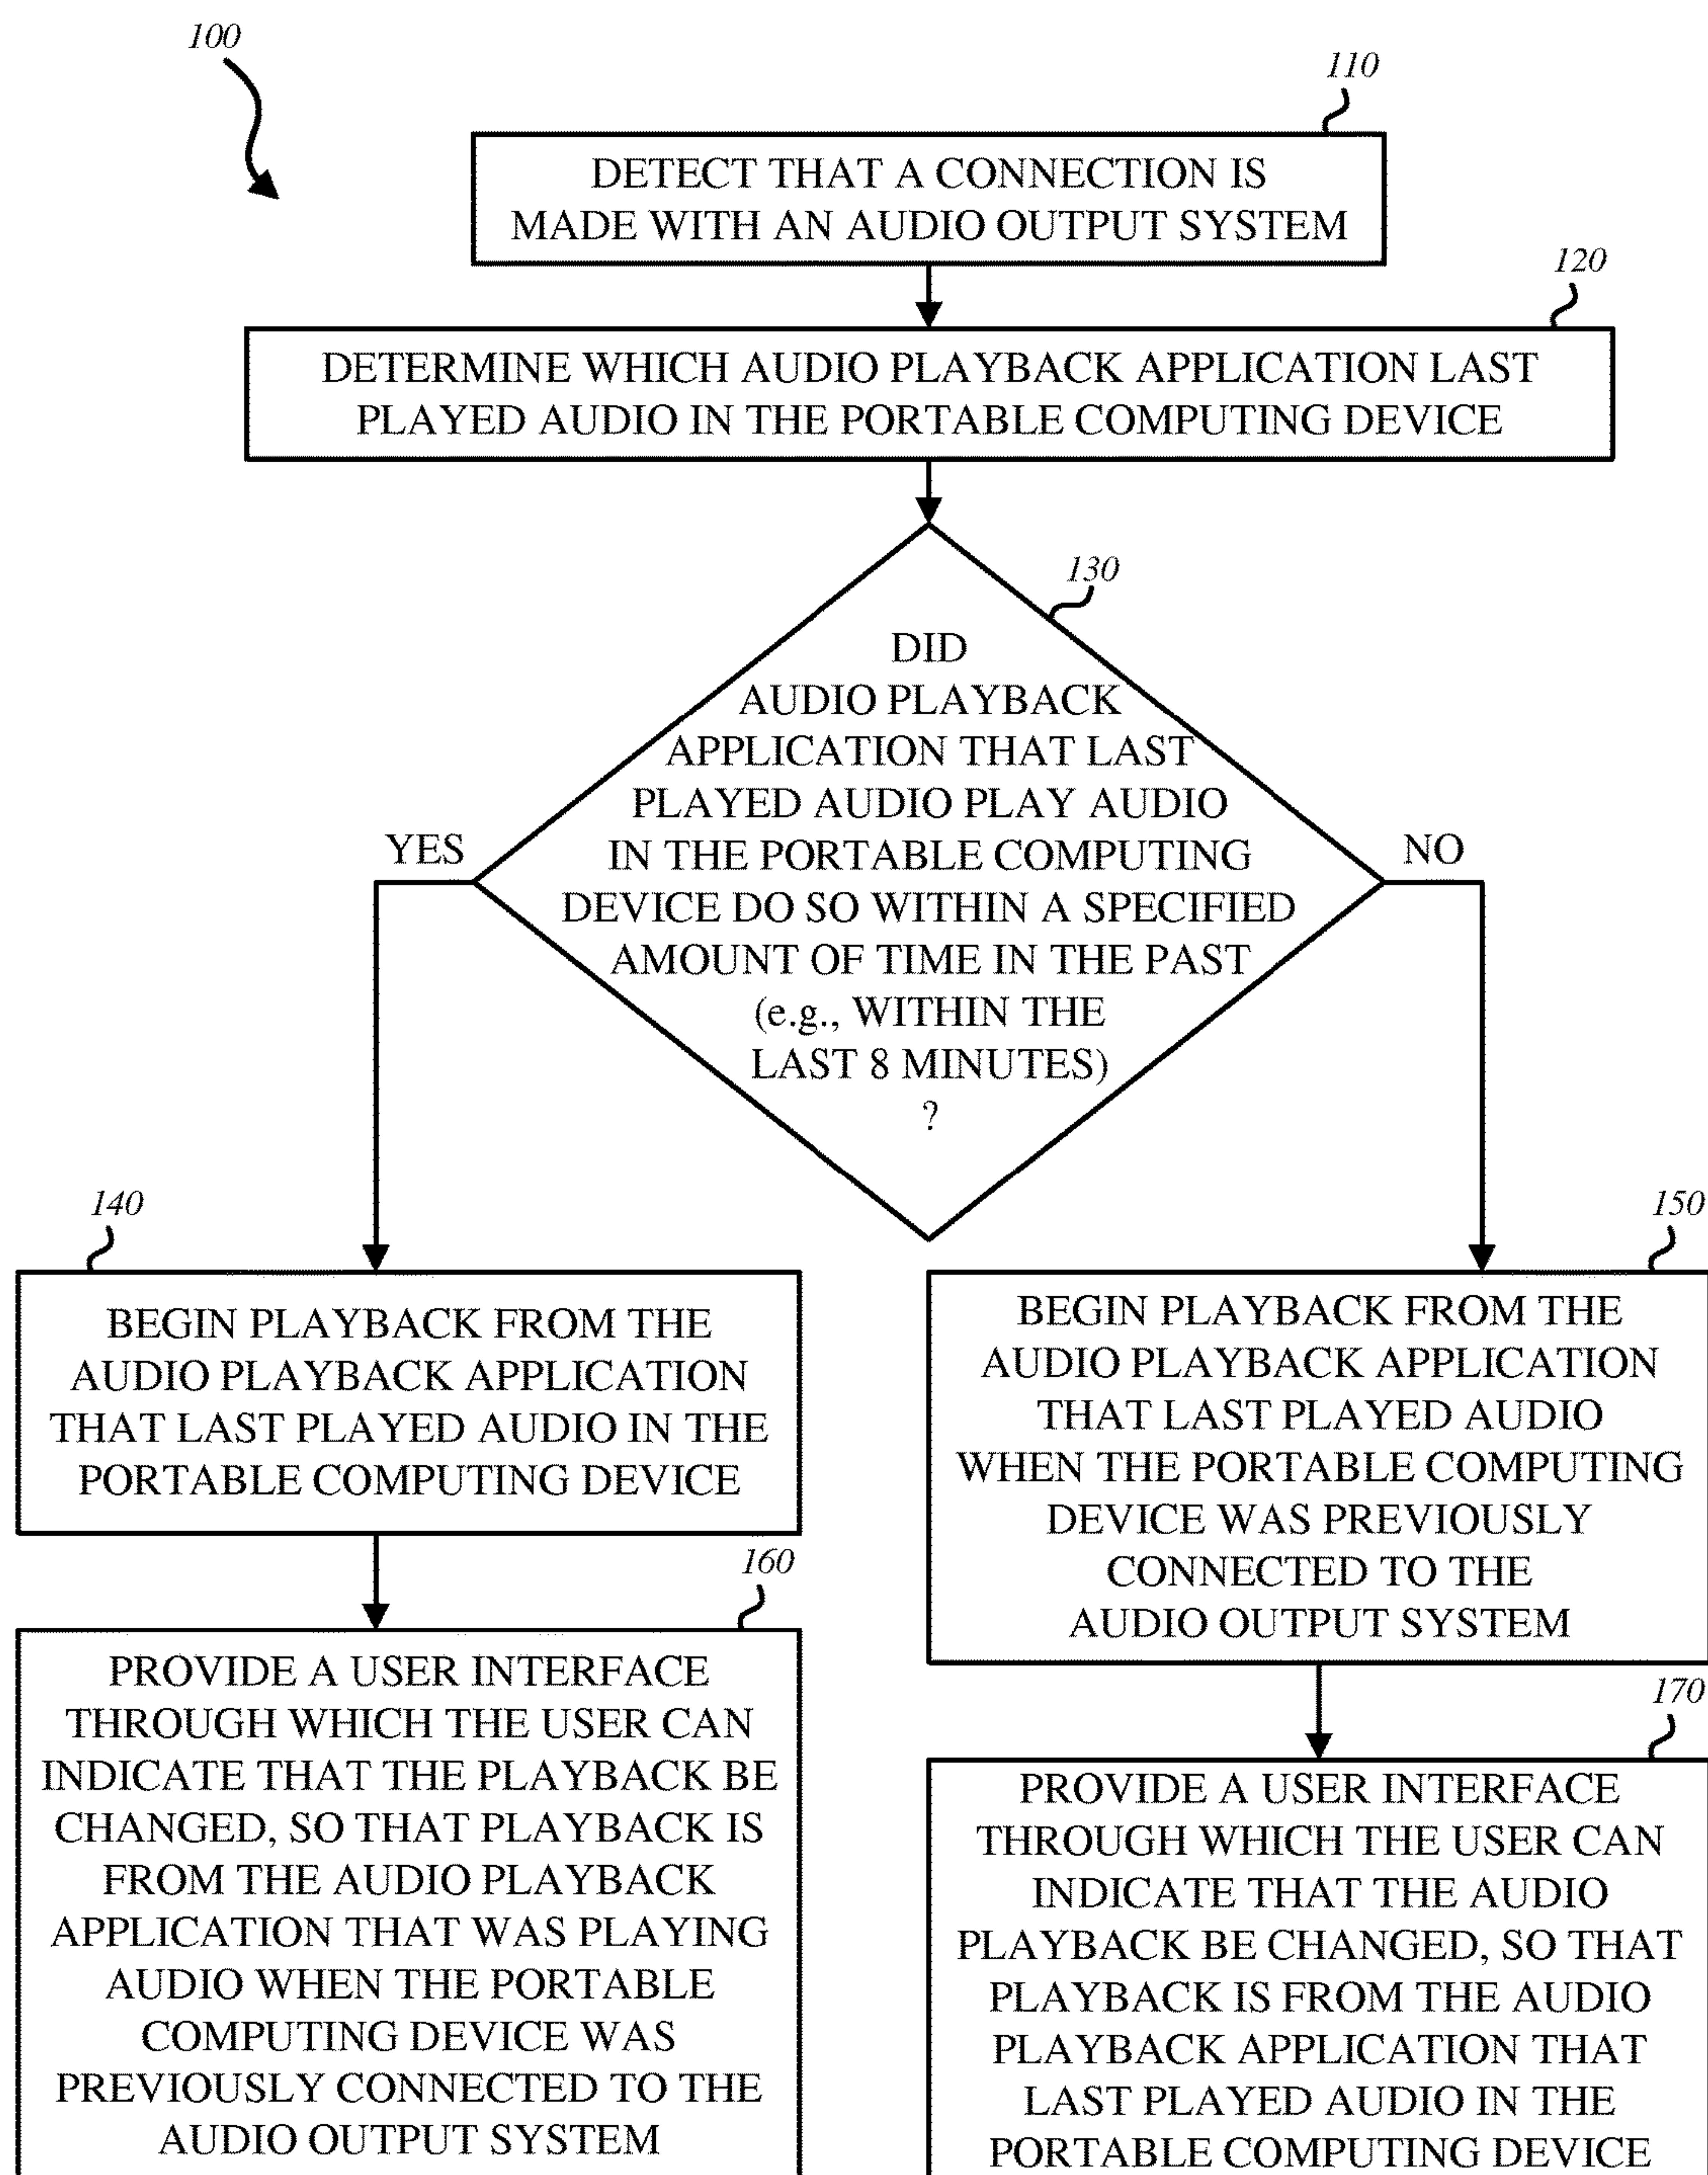 100
110
DETECT THAT A CONNECTION IS
MADE WITH AN AUDIO OUTPUT SYSTEM
120
DETERMINE WHICH AUDIO PLAYBACK APPLICATION LAST
PLAYED AUDIO IN THE PORTABLE COMPUTING DEVICE
130
DID
AUDIO PLAYBACK
APPLICATION THAT LAST
PLAYED AUDIO PLAY AUDIO
IN THE PORTABLE COMPUTING
DEVICE DO SO WITHIN A SPECIFIED
AMOUNT OF TIME IN THE PAST
(e.g., WITHIN THE
LAST 8 MINUTES)
?
YES
NO
140
BEGIN PLAYBACK FROM THE
AUDIO PLAYBACK APPLICATION
THAT LAST PLAYED AUDIO IN THE
PORTABLE COMPUTING DEVICE
150
BEGIN PLAYBACK FROM THE
AUDIO PLAYBACK APPLICATION
THAT LAST PLAYED AUDIO
WHEN THE PORTABLE COMPUTING
DEVICE WAS PREVIOUSLY
CONNECTED TO THE
AUDIO OUTPUT SYSTEM
160
PROVIDE A USER INTERFACE
THROUGH WHICH THE USER CAN
INDICATE THAT THE PLAYBACK BE
CHANGED, SO THAT PLAYBACK IS
FROM THE AUDIO PLAYBACK
APPLICATION THAT WAS PLAYING
AUDIO WHEN THE PORTABLE
COMPUTING DEVICE WAS
PREVIOUSLY CONNECTED TO THE
AUDIO OUTPUT SYSTEM
170
PROVIDE A USER INTERFACE
THROUGH WHICH THE USER CAN
INDICATE THAT THE AUDIO
PLAYBACK BE CHANGED, SO THAT
PLAYBACK IS FROM THE AUDIO
PLAYBACK APPLICATION THAT
LAST PLAYED AUDIO IN THE
PORTABLE COMPUTING DEVICE